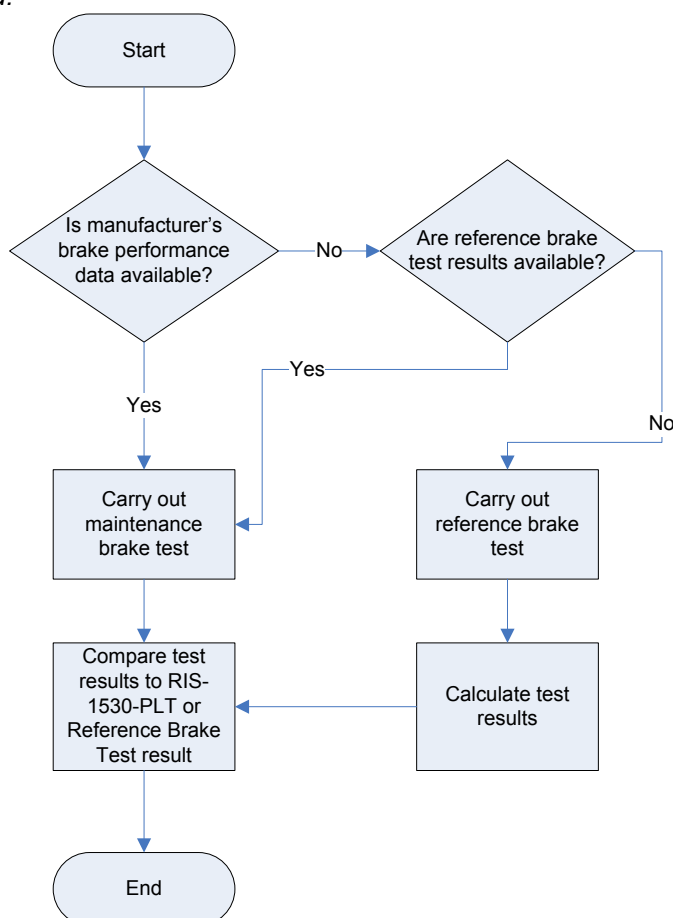 Start
Is manufacturer's
brake performance
data available?
No
Are reference brake
test results available?
Yes
Yes
No
Carry out
maintenance
brake test
Carry out
reference brake
test
Compare test
results to RIS-
1530-PLT or
Reference Brake
Test result
Calculate test
results
End